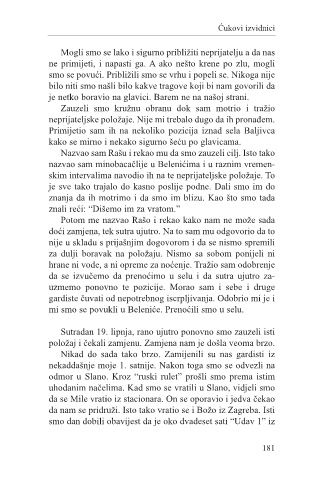 Ćukovi izvidnici
Mogli smo se lako i sigurno približiti neprijatelju a da nas
ne primijeti, i napasti ga. A ako nešto krene po zlu, mogli
smo se povući. Približili smo se vrhu i popeli se. Nikoga nije
bilo niti smo našli bilo kakve tragove koji bi nam govorili da
je netko boravio na glavici. Barem ne na našoj strani.
Zauzeli smo kružnu obranu dok sam motrio i tražio
neprijateljske položaje. Nije mi trebalo dugo da ih pronađem.
Primijetio sam ih na nekoliko pozicija iznad sela Baljivca
kako se mirno i nekako sigurno šeću po glavicama.
Nazvao sam Rašu i rekao mu da smo zauzeli cilj. Isto tako
nazvao sam minobacačlije u Belenićima i u raznim vremen-
skim intervalima navodio ih na te neprijateljske položaje. To
je sve tako trajalo do kasno poslije podne. Dali smo im do
znanja da ih motrimo i da smo im blizu. Kao što smo tada
znali reći: “Dišemo im za vratom.”
Potom me nazvao Rašo i rekao kako nam ne može sada
doći zamjena, tek sutra ujutro. Na to sam mu odgovorio da to
nije u skladu s prijašnjim dogovorom i da se nismo spremili
za dulji boravak na položaju. Nismo sa sobom ponijeli ni
hrane ni vode, a ni opreme za noćenje. Tražio sam odobrenje
da se izvučemo da prenoćimo u selu i da sutra ujutro za-
uzmemo ponovno te pozicije. Morao sam i sebe i druge
gardiste čuvati od nepotrebnog iscrpljivanja. Odobrio mi je i
mi smo se povukli u Beleniće. Prenoćili smo u selu.
Sutradan 19. lipnja, rano ujutro ponovno smo zauzeli isti
položaj i čekali zamjenu. Zamjena nam je došla veoma brzo.
Nikad do sada tako brzo. Zamijenili su nas gardisti iz
nekaddašnje moje 1. satnije. Nakon toga smo se odvezli na
odmor u Slano. Kroz “ruski rulet” prošli smo prema istim
uhodanim načelima. Kad smo se vratili u Slano, vidjeli smo
da se Mile vratio iz stacionara. On se oporavio i jedva čekao
da nam se pridruži. Isto tako vratio se i Božo iz Zagreba. Isti
smo dan dobili obavijest da je oko dvadeset sati “Udav 1” iz
181